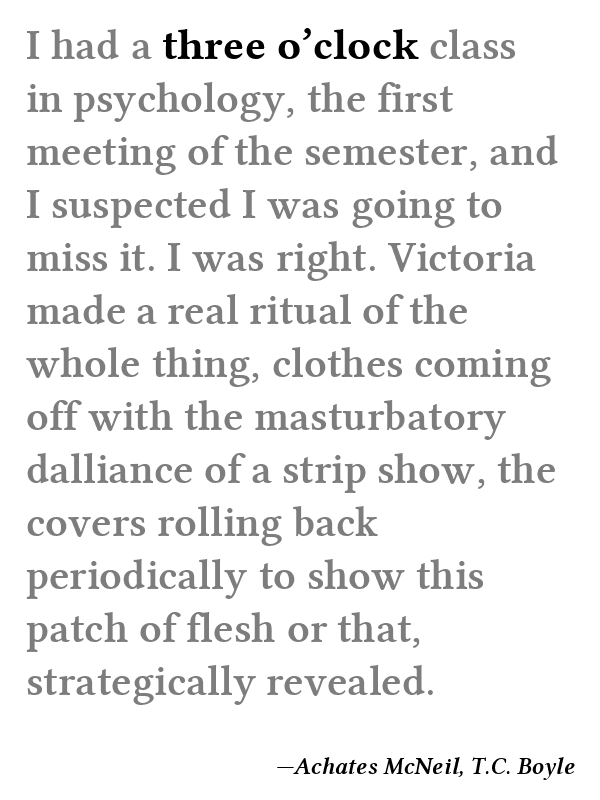 I had a three o’clock class
in psychology, the first
meeting of the semester, and
I suspected I was going to
miss it. I was right. Victoria
made a real ritual of the
whole thing, clothes coming
off with the masturbatory
dalliance of a strip show, the
covers rolling back
periodically to show this
patch of flesh or that,
strategically revealed.
—Achates McNeil, T.C. Boyle